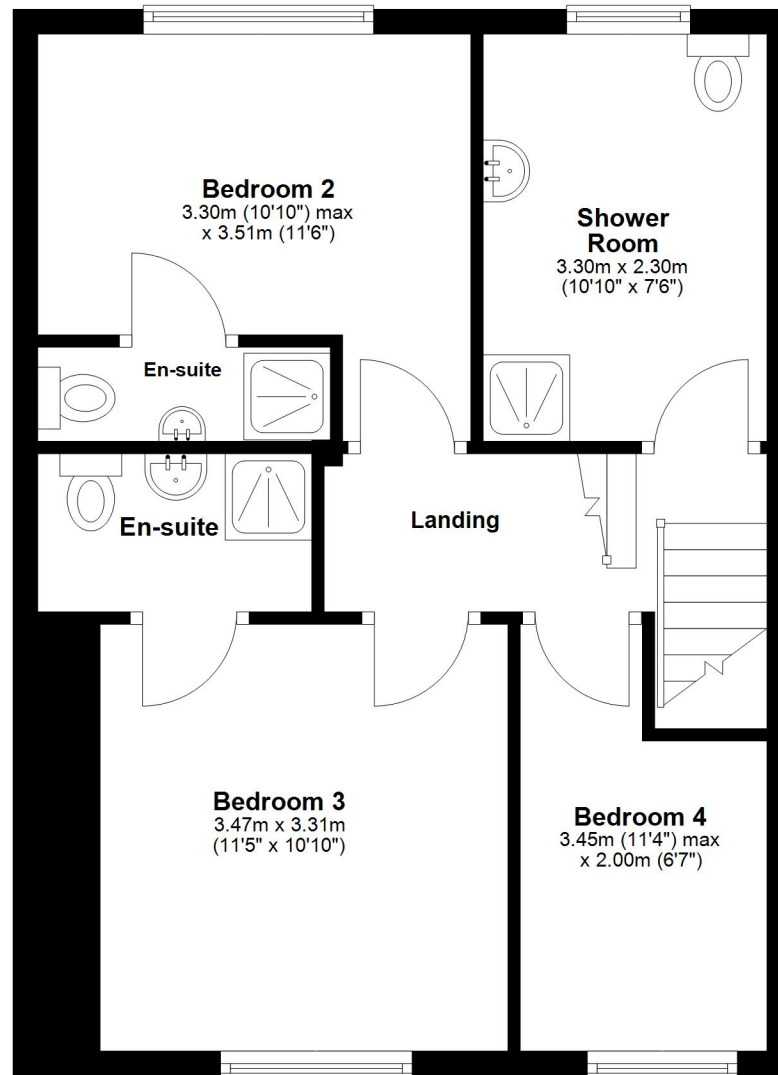 Bedroom 2
3.30m (10'10") max
x 3.51m (11'6")
Shower
Room
3.30m x 2.30m
(10'10" x 7'6")
En-suite
En-suite
Landing
Bedroom 3
3.47m x 3.31m
(11'5" x 10'10")
Bedroom 4
3.45m (11'4") max
x 2.00m (6'7")